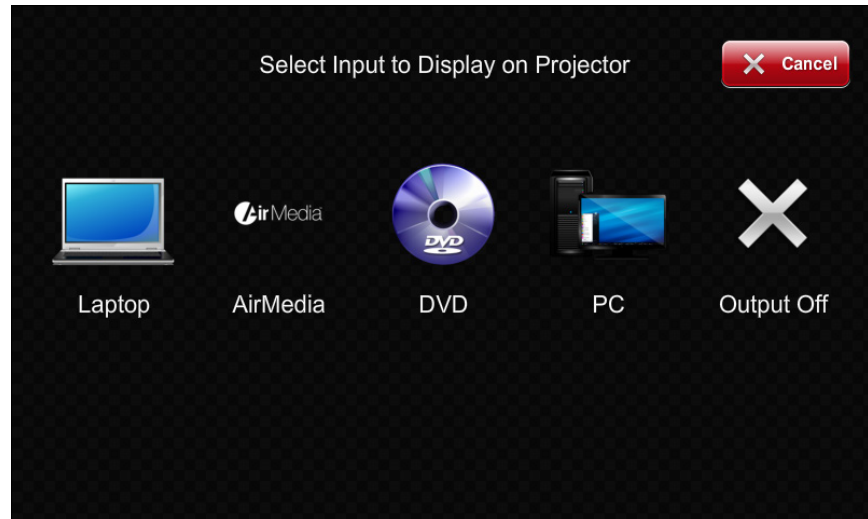 Select Input to Display on Projector
Cancel
AirMedia
DVD
Laptop
AirMedia
DVD
PC
Output Off